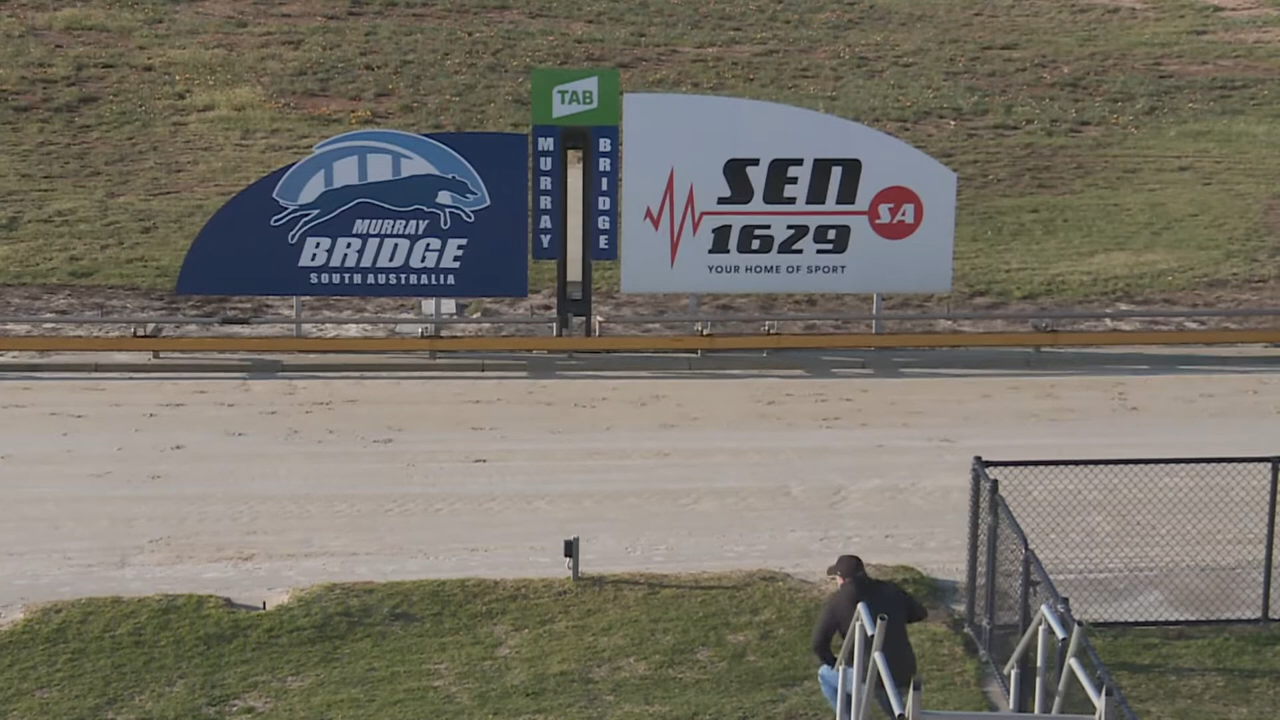 TAB
MURRAY
BRIDGE
MURRAY
BRIDGE
SOUTH AUSTRALIA
SEN
SA
1629
YOUR HOME OF SPORT